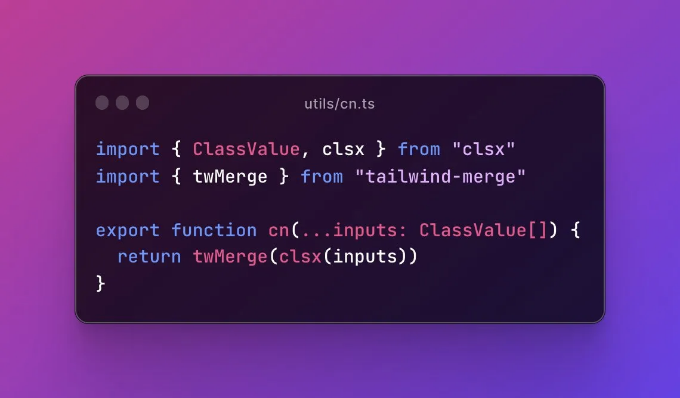 utils/cn.ts
import { ClassValue, clsx } from "clsx"
import { twMerge } from "tailwind-merge"
export function cn(...inputs: ClassValue[]) {
  return twMerge(clsx(inputs))
}